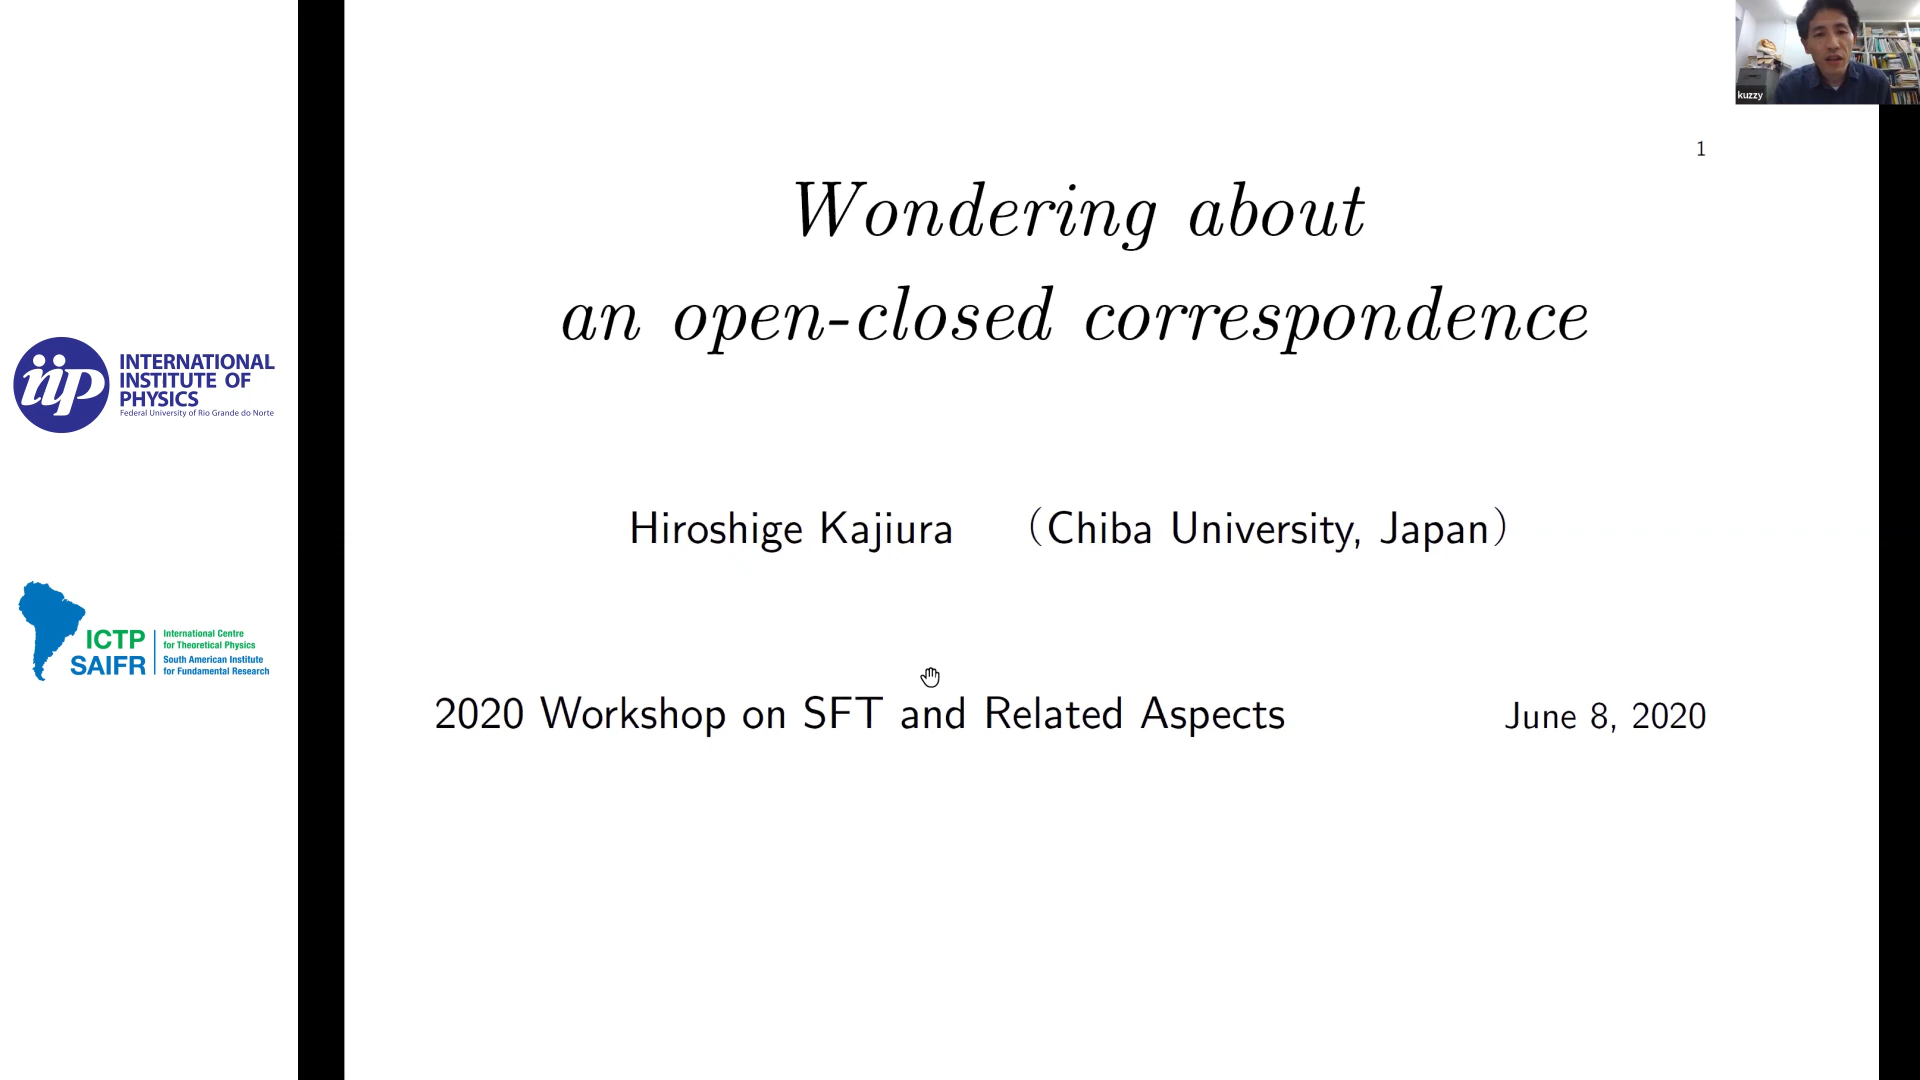 kuzzy
1
Wondering about
an open-closed correspondence
Hiroshige Kajiura （Chiba University, Japan）
2020 Workshop on SFT and Related Aspects
June 8, 2020
iip
INTERNATIONAL
INSTITUTE OF
PHYSICS
Federal University of Rio Grande do Norte
ICTP
SAIFR
International Centre
for Theoretical Physics
South American Institute
for Fundamental Research